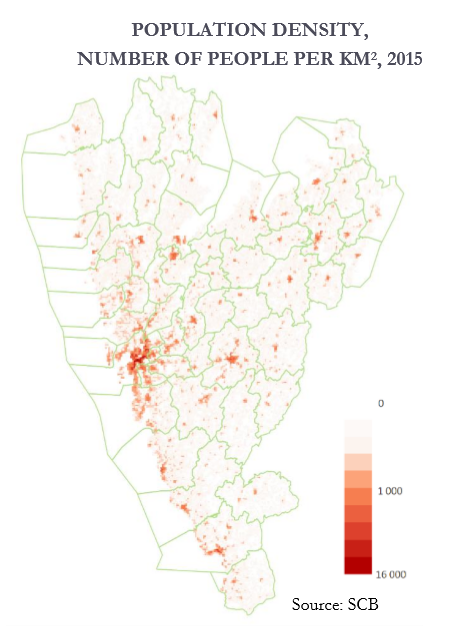 POPULATION DENSITY,
NUMBER OF PEOPLE PER KM², 2015
0
1 000
16 000
Source: SCB